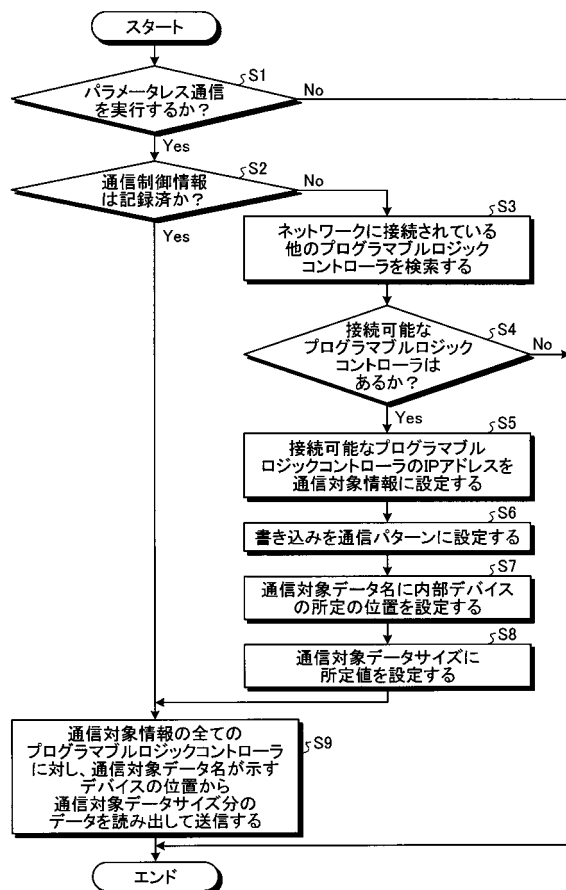 スタート
S1
パラメータレス通信
を実行するか？
No
Yes
S2
通信制御情報
は記録済か？
No
Yes
S3
ネットワークに接続されている
他のプログラマブルロジック
コントローラを検索する
S4
接続可能な
プログラマブルロジック
コントローラは
あるか？
No
Yes
S5
接続可能なプログラマブル
ロジックコントローラのIPアドレスを
通信対象情報に設定する
S6
書き込みを通信パターンに設定する
S7
通信対象データ名に内部デバイス
の所定の位置を設定する
S8
通信対象データサイズに
所定値を設定する
S9
通信対象情報の全ての
プログラマブルロジックコントローラ
に対し、通信対象データ名が示す
デバイスの位置から
通信対象データサイズ分の
データを読み出して送信する
エンド